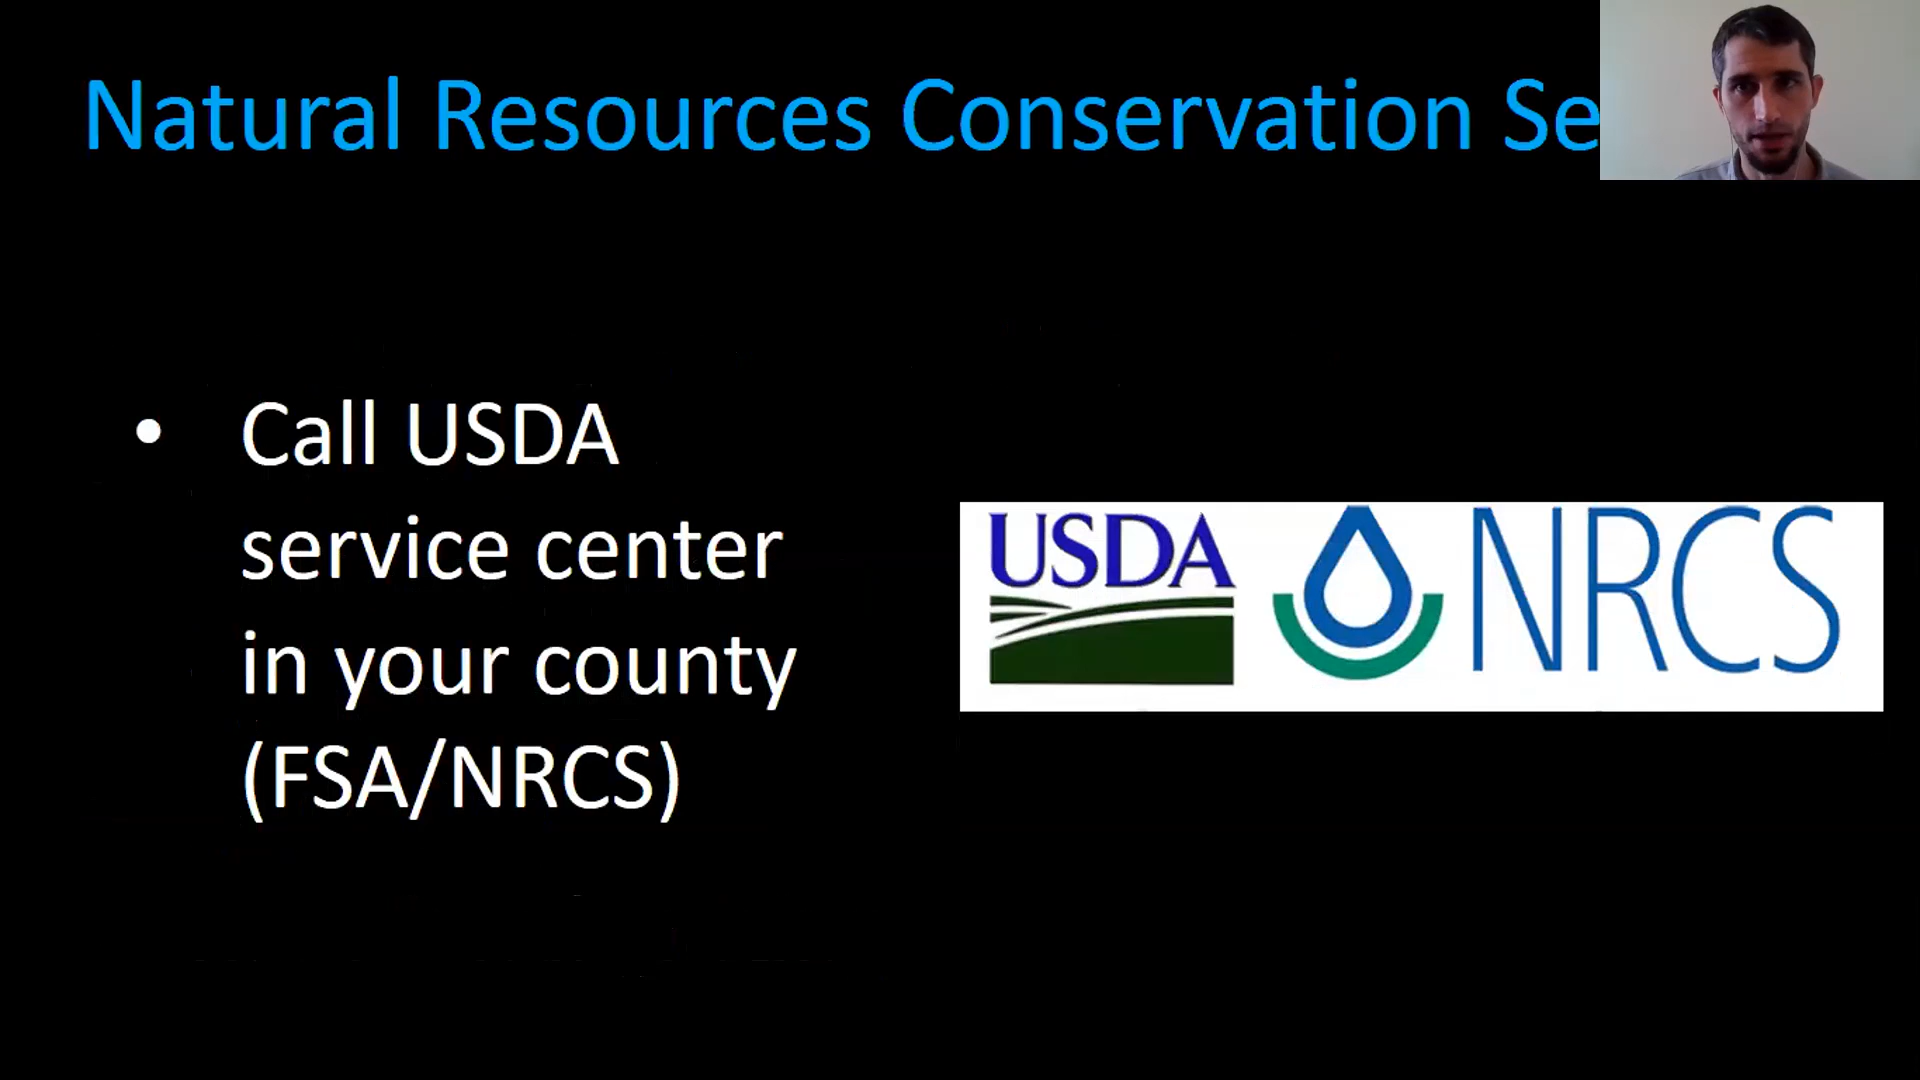 Natural Resources Conservation Se
• Call USDA
service center
in your county
(FSA/NRCS)
USDA NRCS